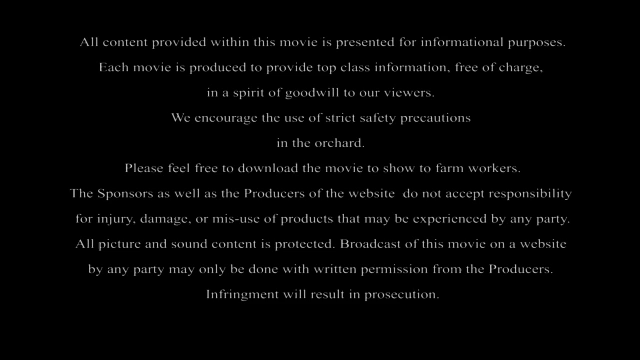 All content provided within this movie is presented for informational purposes.
Each movie is produced to provide top class information, free of charge,
in a spirit of goodwill to our viewers.
We encourage the use of strict safety precautions
in the orchard.
Please feel free to download the movie to show to farm workers.
The Sponsors as well as the Producers of the website do not accept responsibility
for injury, damage, or mis-use of products that may be experienced by any party.
All picture and sound content is protected. Broadcast of this movie on a website
by any party may only be done with written permission from the Producers.
Infringment will result in prosecution.